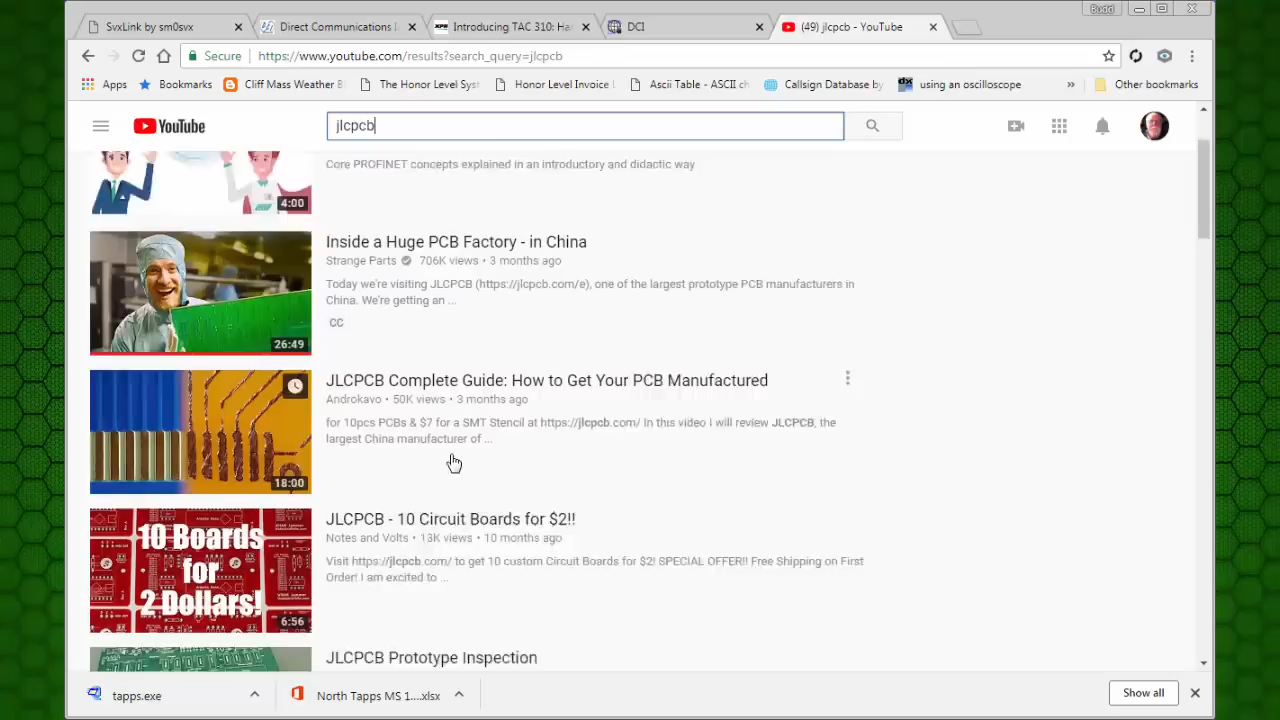 Budd
SvxLink by sm0svx
Direct Communications I
XPR Introducing TAC 310: Ha
DCI
(49) jlcpcb - YouTube
Secure https://www.youtube.com/results?search_query=jlcpcb
Apps Bookmarks Cliff Mass Weather B The Honor Level Syst Honor Level Invoice Ascii Table - ASCII ch Callsign Database by dx using an oscilloscope » Other bookmarks
YouTube
jlcpcb
Core PROFINET concepts explained in an introductory and didactic way
4:00
Inside a Huge PCB Factory - in China
Strange Parts 706K views • 3 months ago
Today we're visiting JLCPCB (https://jlcpcb.com/e), one of the largest prototype PCB manufacturers in
China. We're getting an ...
CC
26:49
JLCPCB Complete Guide: How to Get Your PCB Manufactured
Androkavo • 50K views • 3 months ago
for 10pcs PCBs & $7 for a SMT Stencil at https://jlcpcb.com/ In this video I will review JLCPCB, the
largest China manufacturer of ...
18:00
JLCPCB - 10 Circuit Boards for $2!!
Notes and Volts • 13K views • 10 months ago
Visit https://jlcpcb.com/ to get 10 custom Circuit Boards for $2! SPECIAL OFFER!! Free Shipping on First
Order! I am excited to ...
10 Boards
for
2 Dollars!
6:56
JLCPCB Prototype Inspection
tapps.exe
North Tapps MS 1....xlsx
Show all